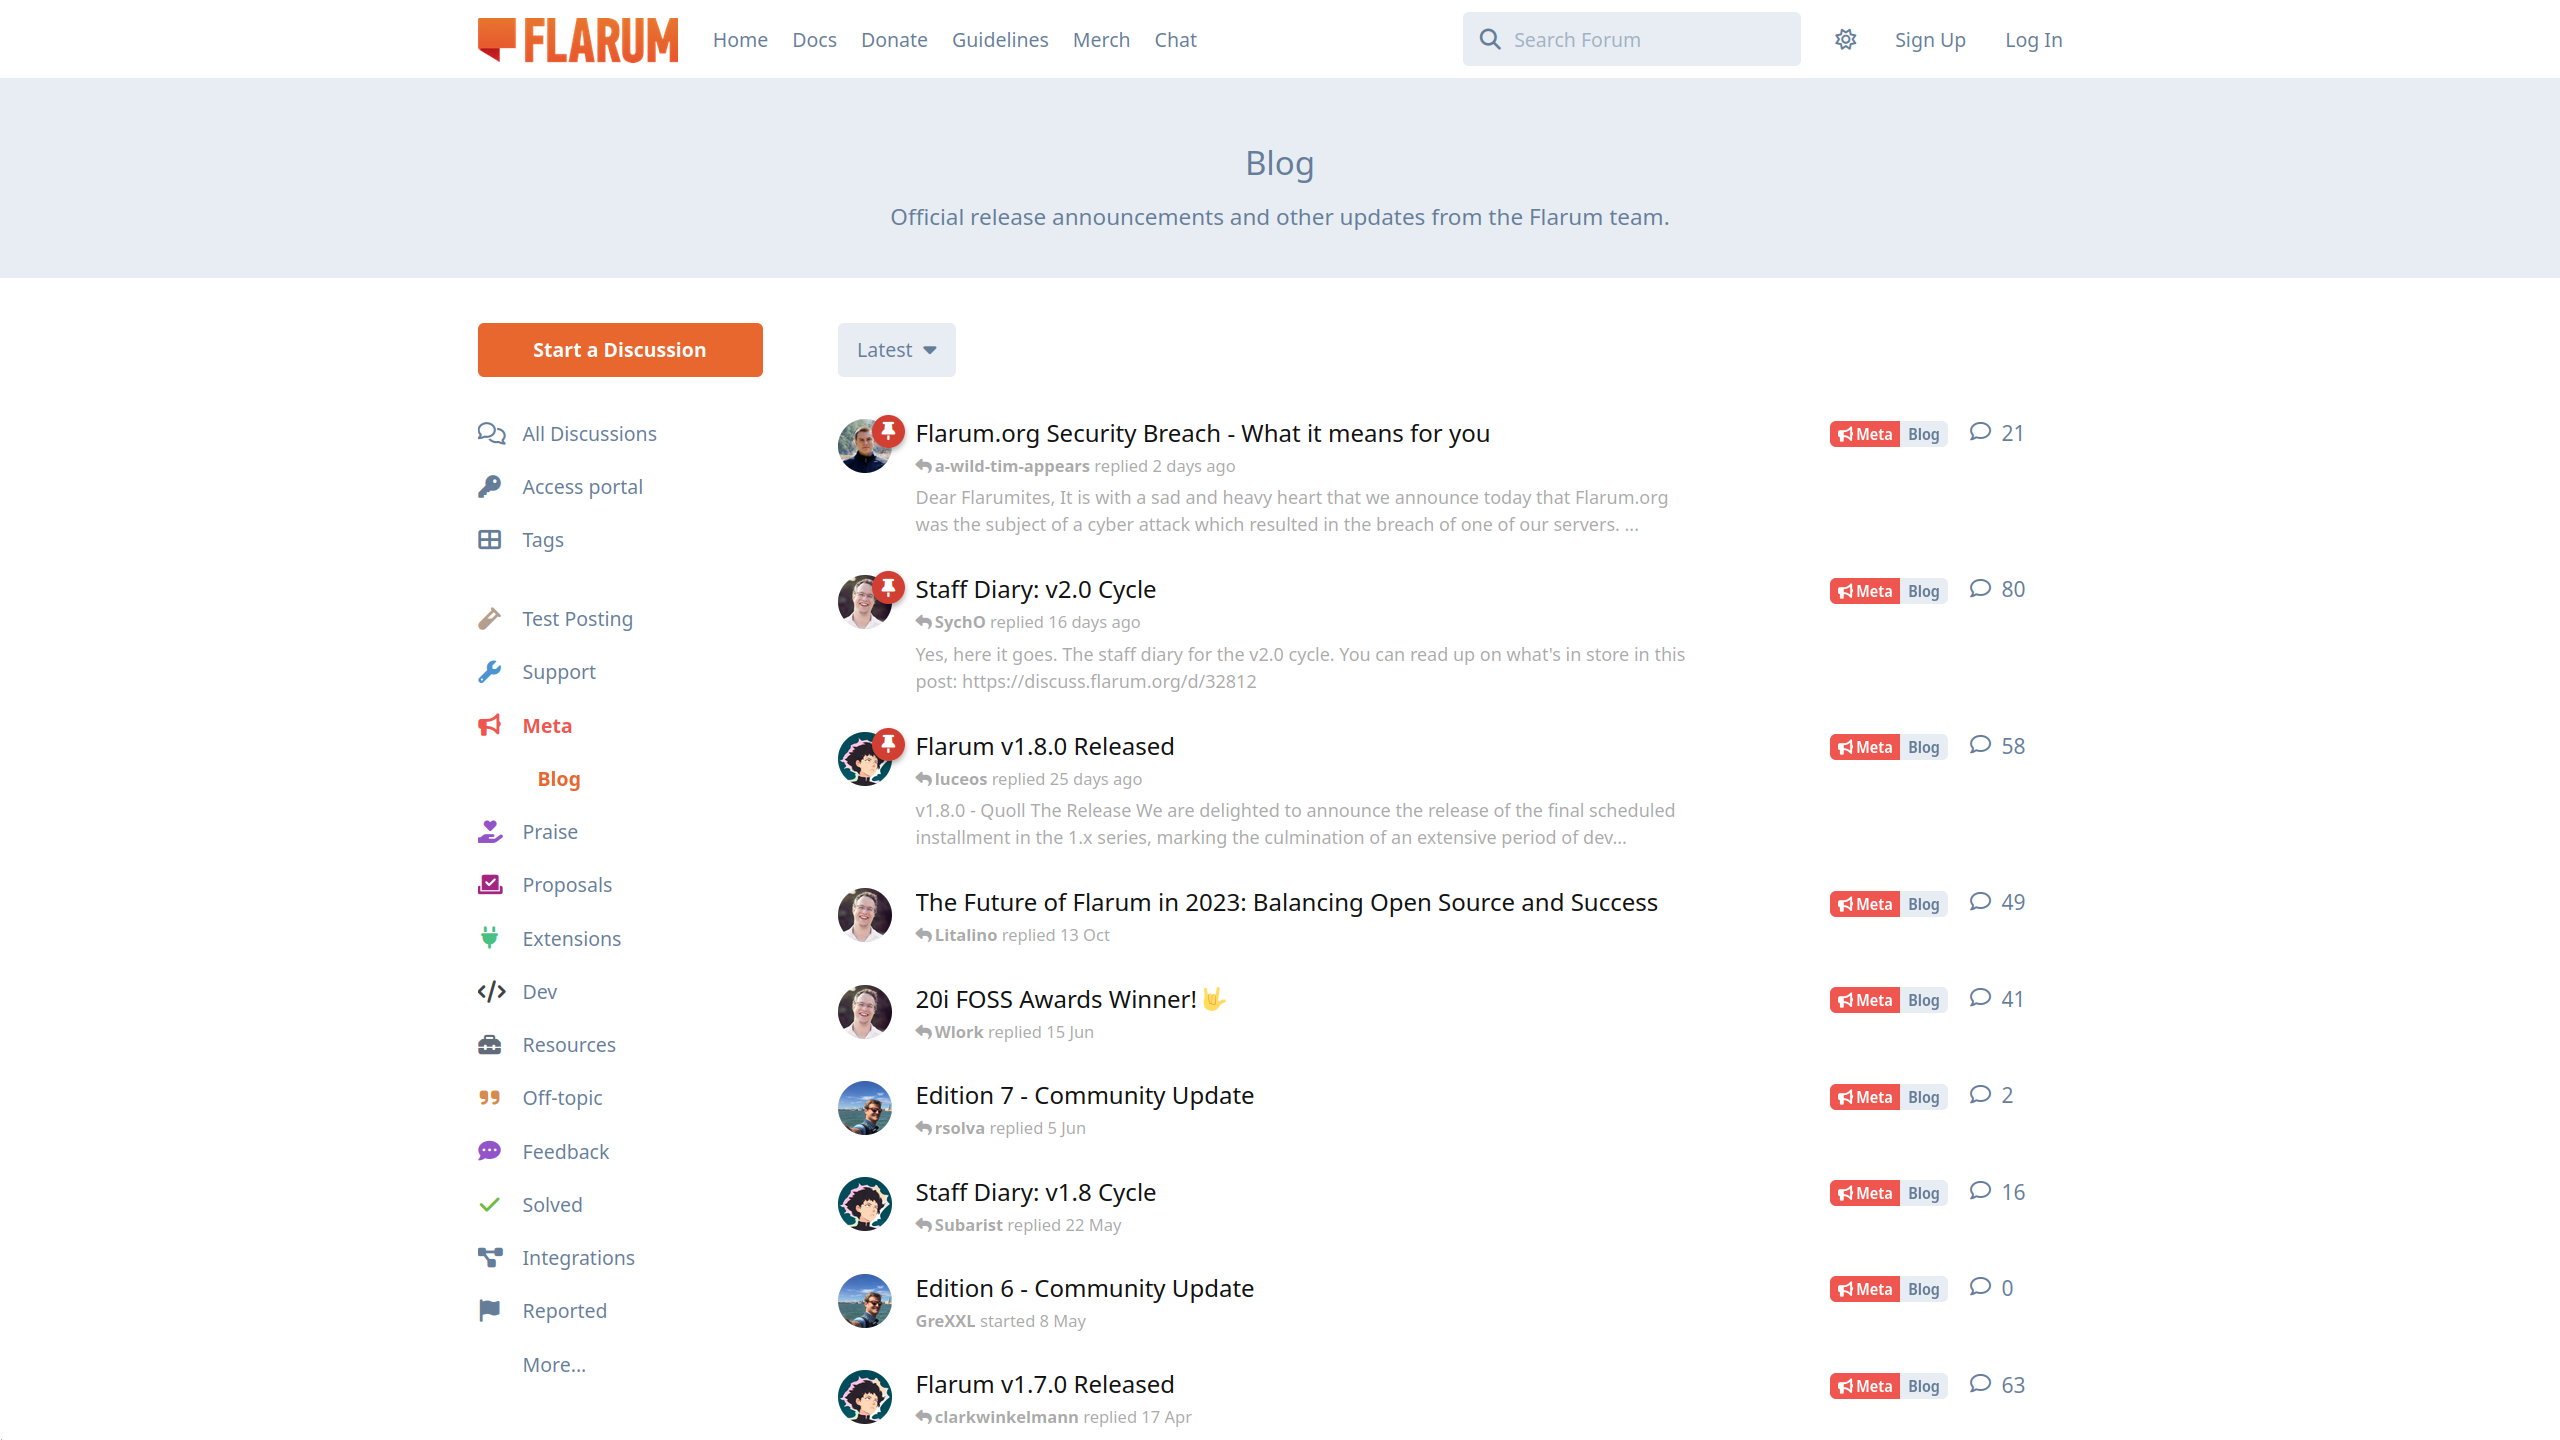 FLARUM Home Docs Donate Guidelines Merch Chat Search Forum Sign Up Log In
Blog
Official release announcements and other updates from the Flarum team.
Start a Discussion
All Discussions
Access portal
Tags
Test Posting
Support
Meta
Blog
Praise
Proposals
Extensions
Dev
Resources
Off-topic
Feedback
Solved
Integrations
Reported
More...
Latest
Flarum.org Security Breach - What it means for you Meta Blog 21
a-wild-tim-appears replied 2 days ago
Dear Flarumites, It is with a sad and heavy heart that we announce today that Flarum.org
was the subject of a cyber attack which resulted in the breach of one of our servers. ...
Staff Diary: v2.0 Cycle Meta Blog 80
SychO replied 16 days ago
Yes, here it goes. The staff diary for the v2.0 cycle. You can read up on what's in store in this
post: https://discuss.flarum.org/d/32812
Flarum v1.8.0 Released Meta Blog 58
luceos replied 25 days ago
v1.8.0 - Quoll The Release We are delighted to announce the release of the final scheduled
installment in the 1.x series, marking the culmination of an extensive period of dev...
The Future of Flarum in 2023: Balancing Open Source and Success Meta Blog 49
Litalino replied 13 Oct
20i FOSS Awards Winner!🤟 Meta Blog 41
Wlork replied 15 Jun
Edition 7 - Community Update Meta Blog 2
rsolva replied 5 Jun
Staff Diary: v1.8 Cycle Meta Blog 16
Subarist replied 22 May
Edition 6 - Community Update Meta Blog 0
GreXXL started 8 May
Flarum v1.7.0 Released Meta Blog 63
clarkwinkelmann replied 17 Apr